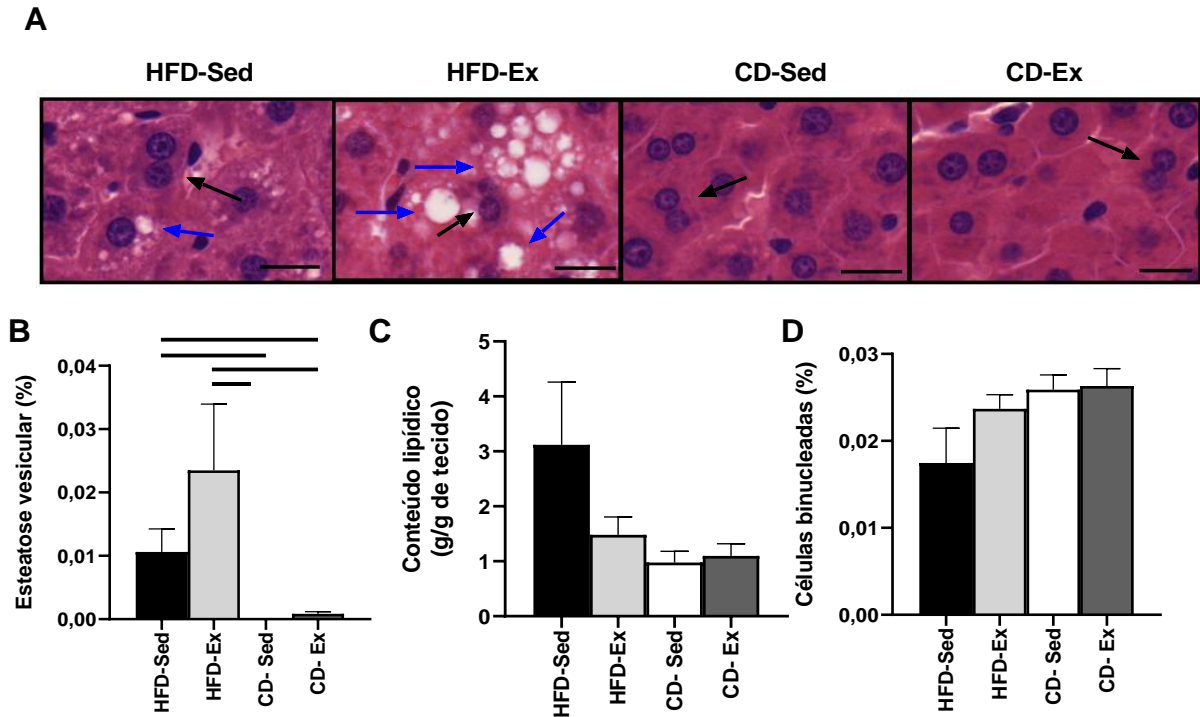 A
HFD-Sed HFD-Ex CD-Sed CD-Ex
B
Esteatose vesicular (%)
0,04
0,03
0,02
0,01
0,00
HFD-Sed
HFD-Ex
CD- Sed
CD- Ex
C
Conteúdo lipídico
(g/g de tecido)
5
4
3
2
1
0
HFD-Sed
HFD-Ex
CD- Sed
CD- Ex
D
Células binucleadas (%)
0,03
0,02
0,01
0,00
HFD-Sed
HFD-Ex
CD- Sed
CD- Ex